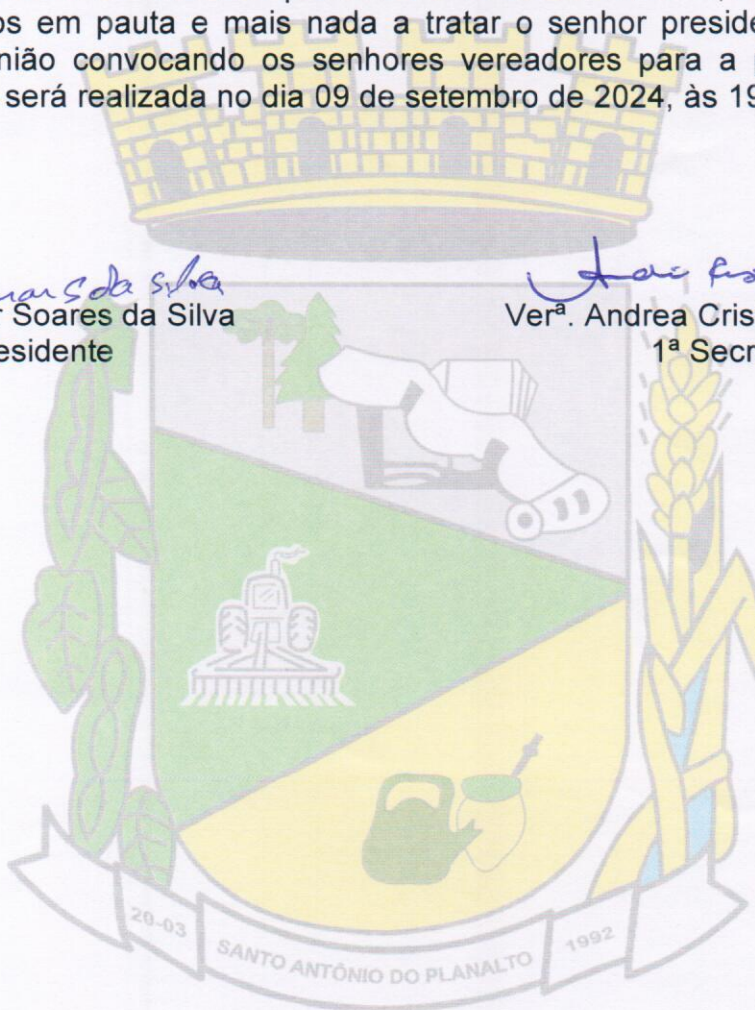 os em pauta e mais nada a tratar o senhor preside
nião convocando os senhores vereadores para a
será realizada no dia 09 de setembro de 2024, às 19
Soares da Silva
Verª. Andrea Cris
esidente
1ª Secr
20-03
SANTO ANTÔNIO DO PLANALTO
1992